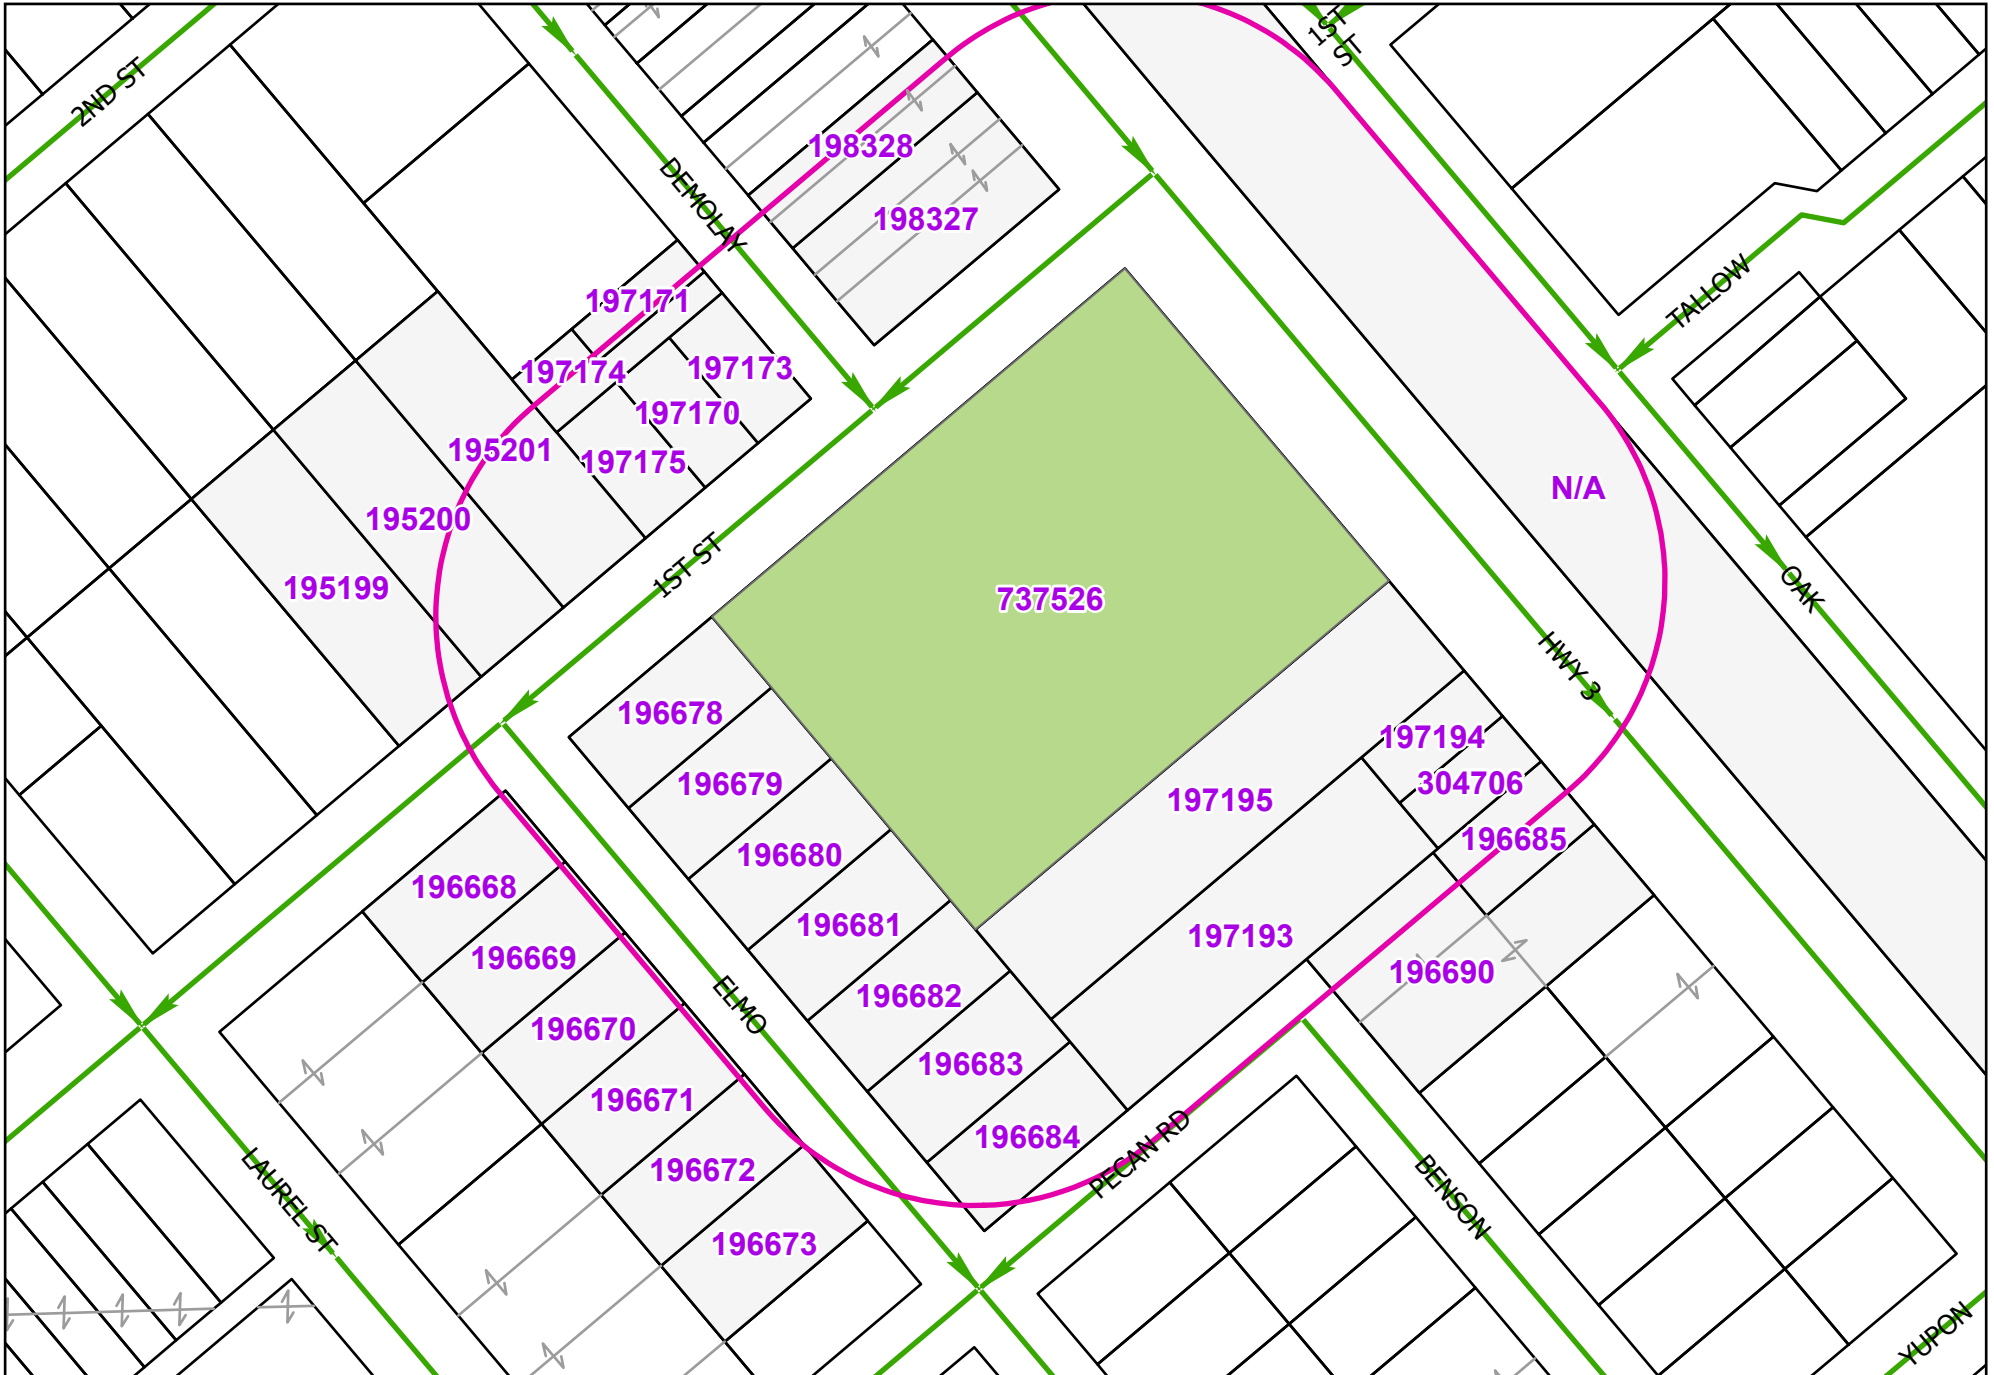 1ST ST
2ND ST
198328
DEMOLAY
198327
TALLOW
197171
197174
197173
197170
195201
197175
N/A
195200
1ST ST
195199
737526
OAK
HWY 3
196678
197194
196679
304706
197195
196685
196680
196668
196681
197193
196669
196690
196682
ELMO
196670
196683
196671
196684
PECAN RD
196672
BENSON
LAUREL ST
196673
YUPON